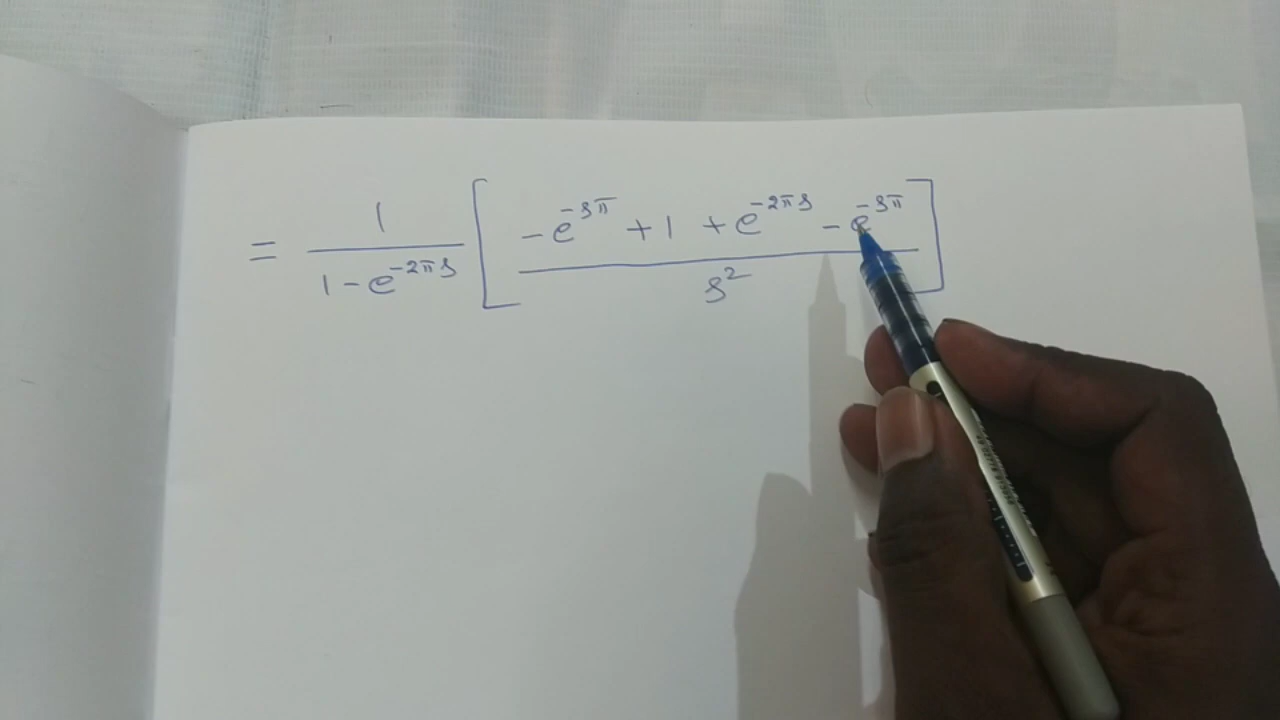 = 1/(1 - e^{-2πs}) [ (-e^{-sπ} + 1 + e^{-2πs} - e^{-sπ})/s² ]